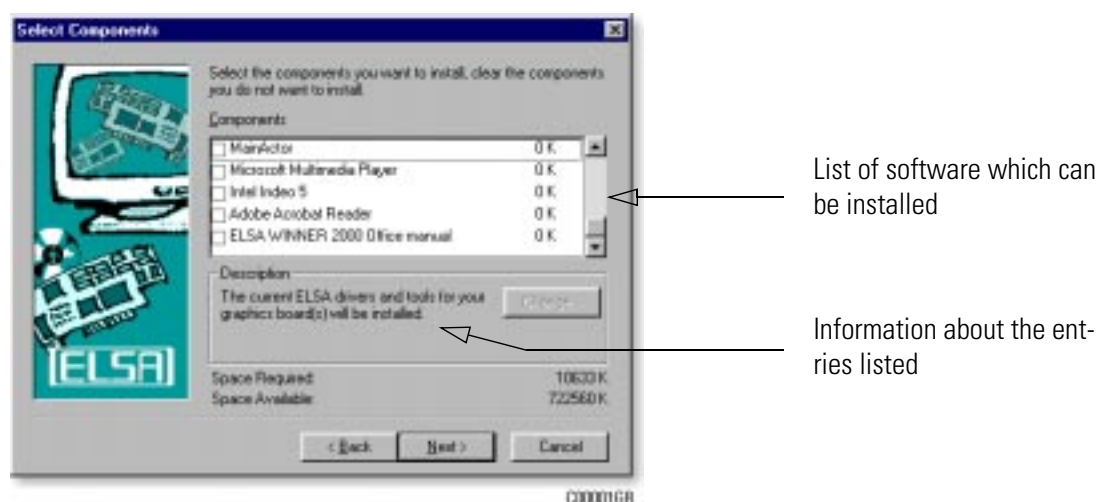 Select Components
Select the components you want to install, clear the components
you do not want to install.
Components
MainActor 0 K
Microsoft Multimedia Player 0 K
Intel Indeo 5 0 K
Adobe Acrobat Reader 0 K
ELSA WINNER 2000 Office manual 0 K
List of software which can
be installed
Description
The current ELSA drivers and tools for your
graphics board(s) will be installed.
Change...
Information about the ent-
ries listed
[ELSA]
Space Required: 10633 K
Space Available: 722560 K
< Back
Next >
Cancel
C00001GB